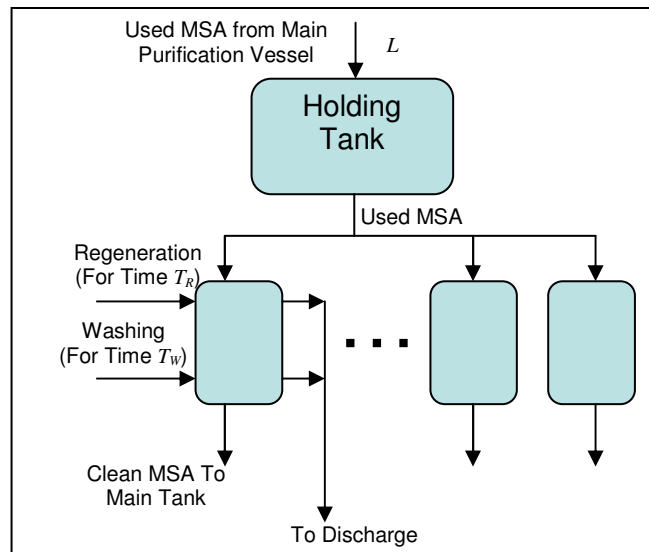 Used MSA from Main
Purification Vessel
L
Holding
Tank
Used MSA
Regeneration
(For Time T_R)
Washing
(For Time T_W)
Clean MSA To
Main Tank
To Discharge